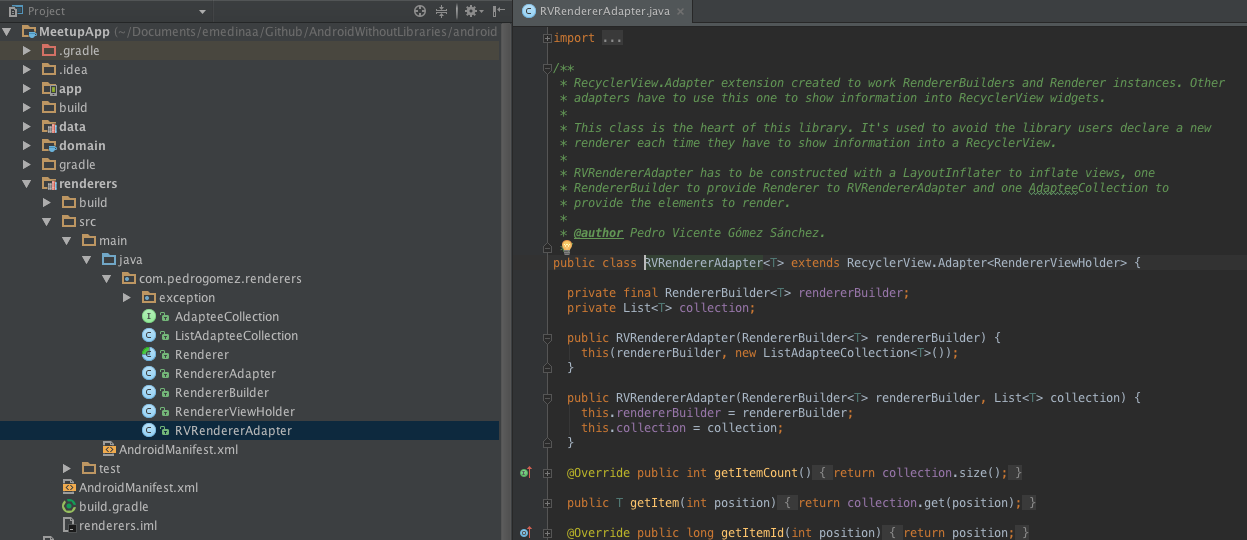 Project
MeetupApp (~/Documents/emedinaa/Github/AndroidWithoutLibraries/android
.gradle
.idea
app
build
data
domain
gradle
renderers
build
src
main
java
com.pedrogomez.renderers
exception
AdapteeCollection
ListAdapteeCollection
Renderer
RendererAdapter
RendererBuilder
RendererViewHolder
RVRendererAdapter
AndroidManifest.xml
test
AndroidManifest.xml
build.gradle
renderers.iml
RVRendererAdapter.java
import ...
/**
* RecyclerView.Adapter extension created to work RendererBuilders and Renderer instances. Other
* adapters have to use this one to show information into RecyclerView widgets.
*
* This class is the heart of this library. It's used to avoid the library users declare a new
* renderer each time they have to show information into a RecyclerView.
*
* RVRendererAdapter has to be constructed with a LayoutInflater to inflate views, one
* RendererBuilder to provide Renderer to RVRendererAdapter and one AdapteeCollection to
* provide the elements to render.
*
* @author Pedro Vicente Gómez Sánchez.
public class RVRendererAdapter<T> extends RecyclerView.Adapter<RendererViewHolder> {
private final RendererBuilder<T> rendererBuilder;
private List<T> collection;
public RVRendererAdapter(RendererBuilder<T> rendererBuilder) {
this(rendererBuilder, new ListAdapteeCollection<T>());
}
public RVRendererAdapter(RendererBuilder<T> rendererBuilder, List<T> collection) {
this.rendererBuilder = rendererBuilder;
this.collection = collection;
}
@Override public int getItemCount() { return collection.size(); }
public T getItem(int position) { return collection.get(position); }
@Override public long getItemId(int position) { return position; }